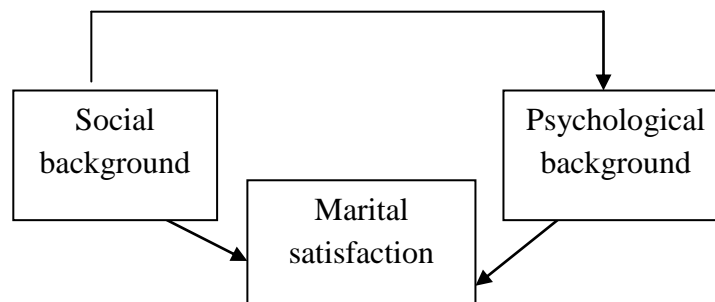 Social
background
Psychological
background
Marital
satisfaction